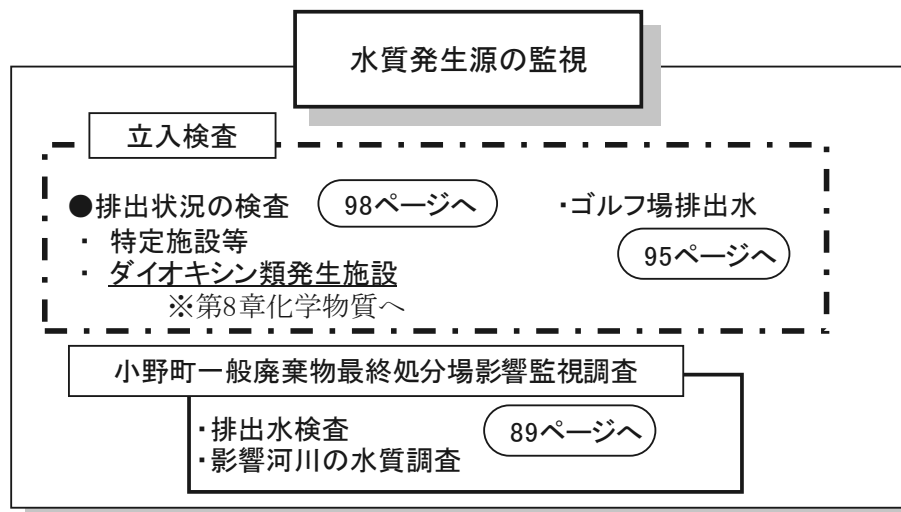 水質発生源の監視
立入検査
●排出状況の検査 98ページへ
・ 特定施設等
・ ダイオキシン類発生施設
※第8章化学物質へ
・ゴルフ場排出水
95ページへ
小野町一般廃棄物最終処分場影響監視調査
・排出水検査 89ページへ
・影響河川の水質調査